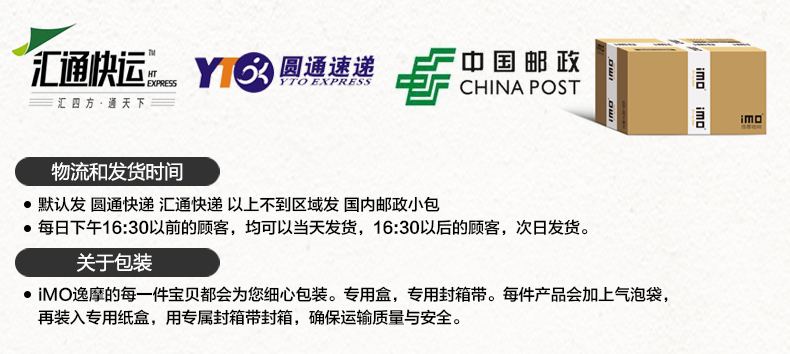 汇通快运™
HT
EXPRESS
汇四方·通天下
YTO 圆通速递
YTO EXPRESS
中国邮政
CHINA POST
iMO
iMO
iMO
iMO
物流和发货时间
● 默认发 圆通快递 汇通快递 以上不到区域发 国内邮政小包
● 每日下午16:30以前的顾客，均可以当天发货，16:30以后的顾客，次日发货。
关于包装
● iMO逸摩的每一件宝贝都会为您细心包装。专用盒，专用封箱带。每件产品会加上气泡袋，
再装入专用纸盒，用专属封箱带封箱，确保运输质量与安全。